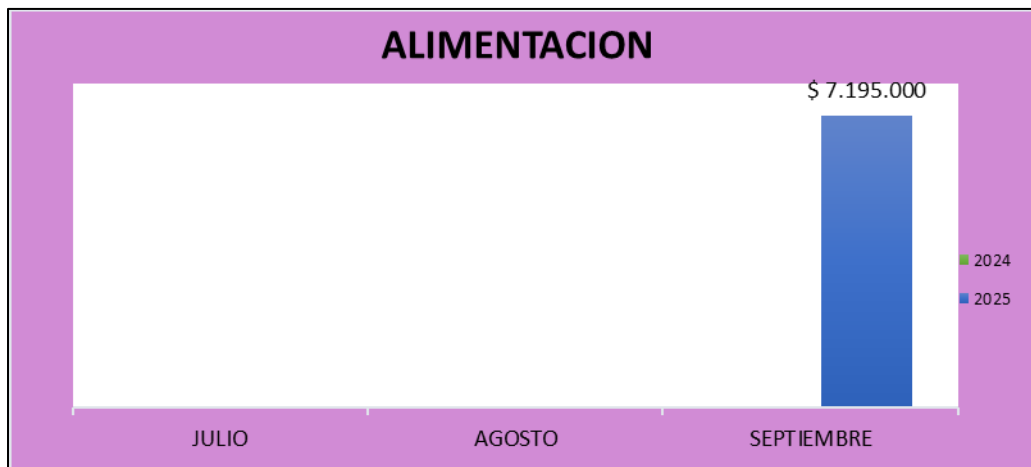 ALIMENTACION
$ 7.195.000
2024
2025
JULIO AGOSTO SEPTIEMBRE